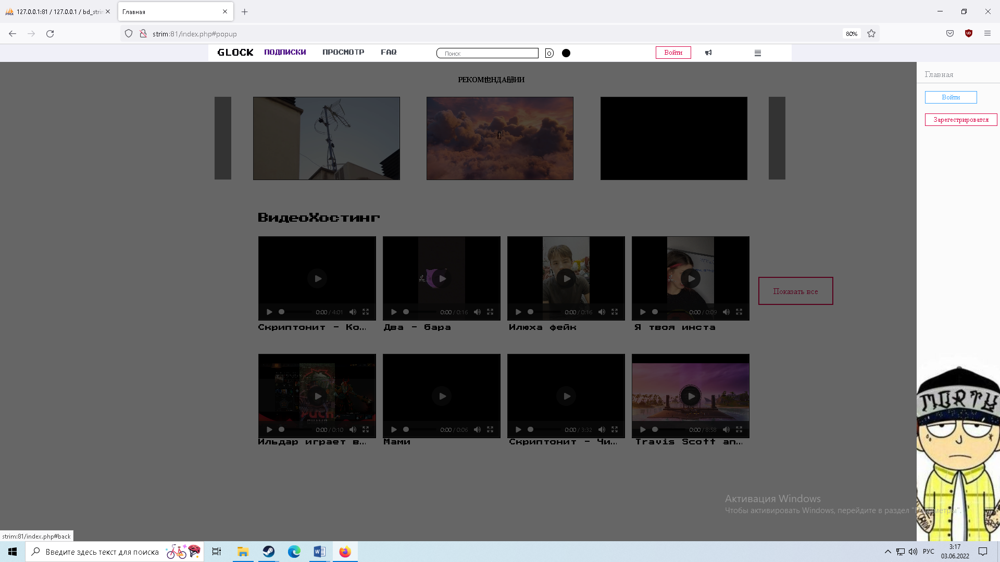 127.0.0.1:81 / 127.0.0.1 / bd_strin
Главная
strim:81/index.php#popup
80%
GLOCK ПОДПИСКИ ПРОСМОТР FAQ
Поиск
Войти
Главная
Войти
Зарегестрироватся
ВидеоХостинг
0:00 / 4:01
0:00 / 0:16
0:00 / 0:16
0:00 / 0:09
Показать все
Скриптонит - Ко...
Два - бара
Илюха фейк
Я твоя инста
0:00 / 0:10
0:00 / 0:06
0:00 / 3:32
0:00 / 8:58
Ильдар играет в...
Мами
Скриптонит - Чи...
Travis Scott an...
Активация Windows
Чтобы активировать Windows, перейдите в раздел "Параметры".
strim:81/index.php#back
Введите здесь текст для поиска
РУС
3:17
03.06.2022